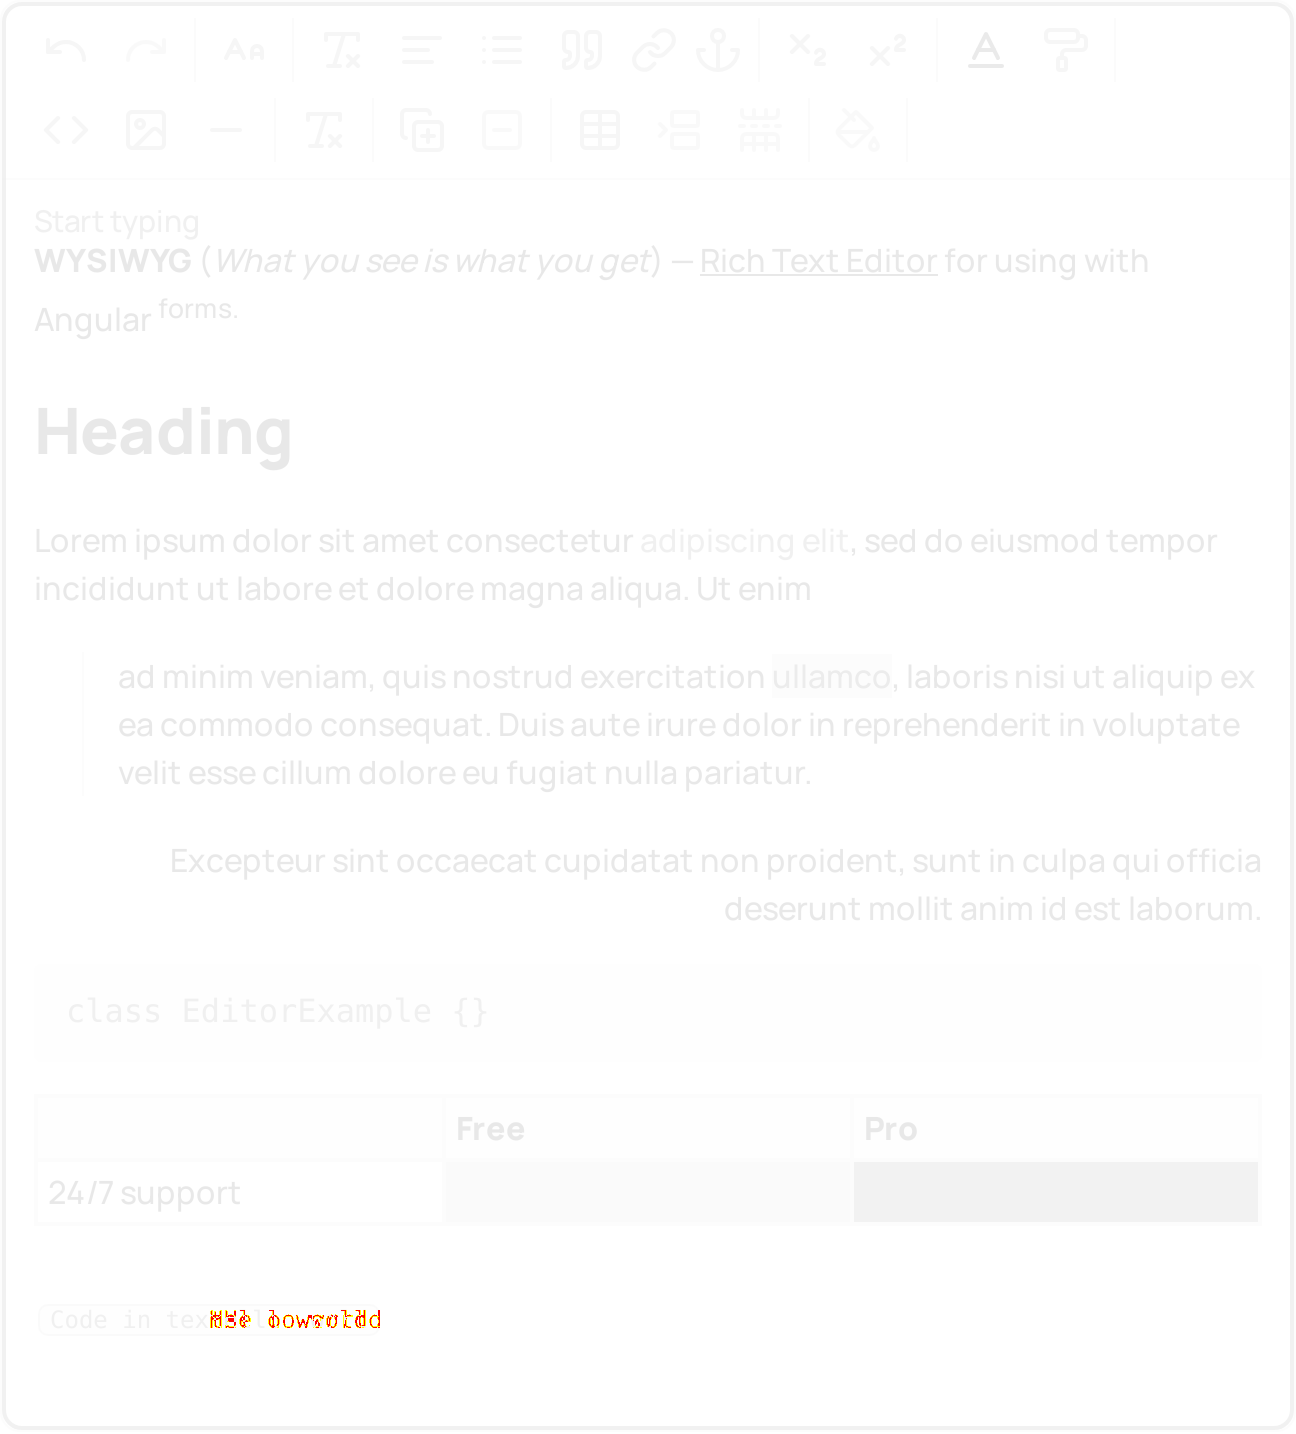 Start typing
WYSIWYG (What you see is what you get) — Rich Text Editor for using with
Angular forms.
Heading
Lorem ipsum dolor sit amet consectetur adipiscing elit, sed do eiusmod tempor
incididunt ut labore et dolore magna aliqua. Ut enim
ad minim veniam, quis nostrud exercitation ullamco, laboris nisi ut aliquip ex
ea commodo consequat. Duis aute irure dolor in reprehenderit in voluptate
velit esse cillum dolore eu fugiat nulla pariatur.
Excepteur sint occaecat cupidatat non proident, sunt in culpa qui officia
deserunt mollit anim id est laborum.
class EditorExample {}
Free Pro
24/7 support
Code in